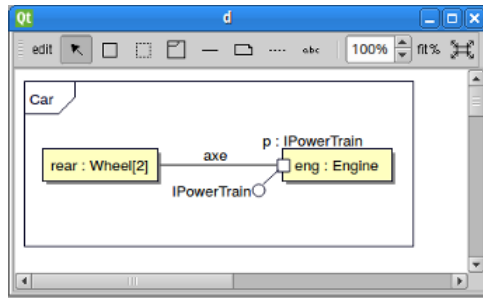 Qt d
edit abc 100% fit%
Car
p : IPowerTrain
rear : Wheel[2] axe eng : Engine
IPowerTrain